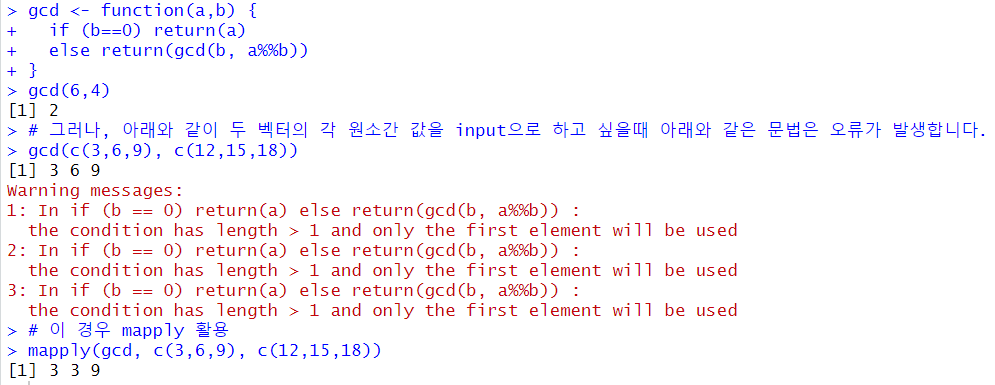 > gcd <- function(a,b) {
+   if (b==0) return(a)
+   else return(gcd(b, a%%b))
+ }
> gcd(6,4)
[1] 2
> # 그러나, 아래와 같이 두 벡터의 각 원소간 값을 input으로 하고 싶을때 아래와 같은 문법은 오류가 발생합니다.
> gcd(c(3,6,9), c(12,15,18))
[1] 3 6 9
Warning messages:
1: In if (b == 0) return(a) else return(gcd(b, a%%b)) :
  the condition has length > 1 and only the first element will be used
2: In if (b == 0) return(a) else return(gcd(b, a%%b)) :
  the condition has length > 1 and only the first element will be used
3: In if (b == 0) return(a) else return(gcd(b, a%%b)) :
  the condition has length > 1 and only the first element will be used
> # 이 경우 mapply 활용
> mapply(gcd, c(3,6,9), c(12,15,18))
[1] 3 3 9